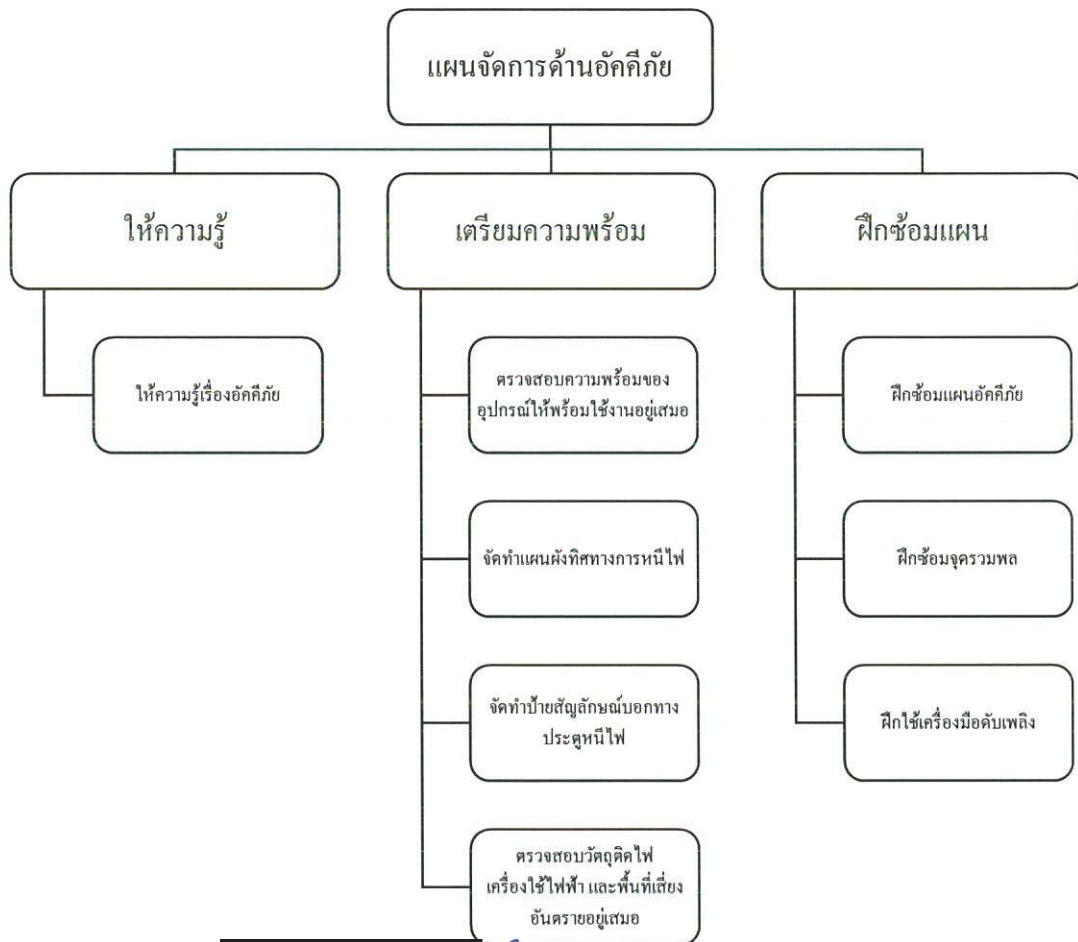 แผนจัดการด้านอัคคีภัย
ให้ความรู้
เตรียมความพร้อม
ฝึกซ้อมแผน
ให้ความรู้เรื่องอัคคีภัย
ตรวจสอบความพร้อมของ
อุปกรณ์ให้พร้อมใช้งานอยู่เสมอ
จัดทำแผนผังทิศทางการหนีไฟ
จัดทำป้ายสัญลักษณ์บอกทาง
ประตูหนีไฟ
ตรวจสอบวัตถุติดไฟ
เครื่องใช้ไฟฟ้า และพื้นที่เสี่ยง
อันตรายอยู่เสมอ
ฝึกซ้อมแผนอัคคีภัย
ฝึกซ้อมจุดรวมพล
ฝึกใช้เครื่องมือดับเพลิง